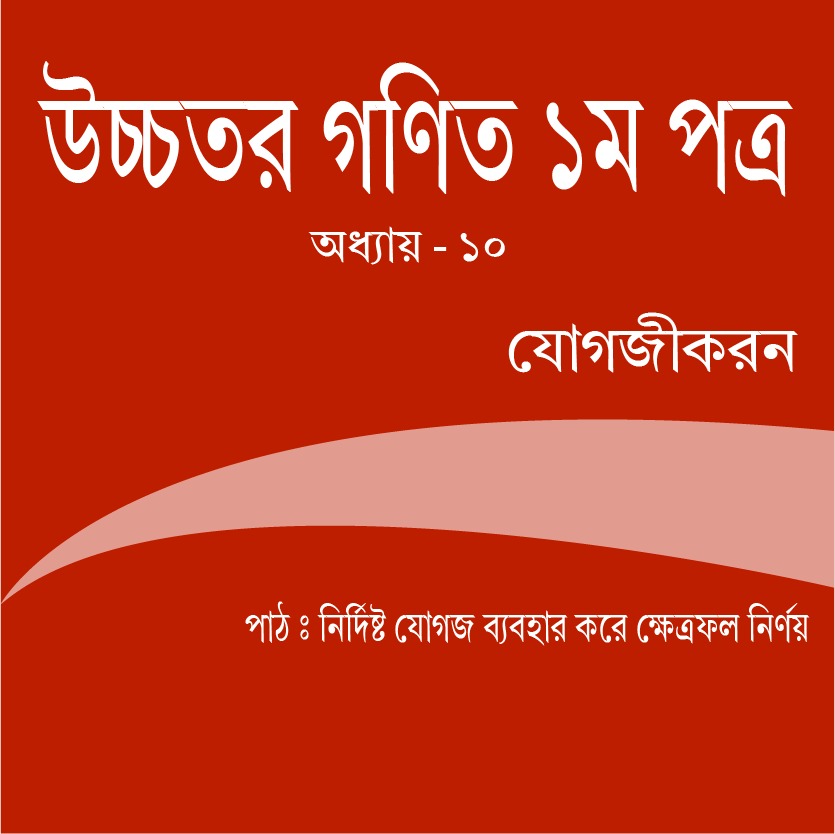 উচ্চতর গণিত ১ম পত্র
অধ্যায় - ১০
যোগজীকরন
পাঠ ঃ নির্দিষ্ট যোগজ ব্যবহার করে ক্ষেত্রফল নির্ণয়